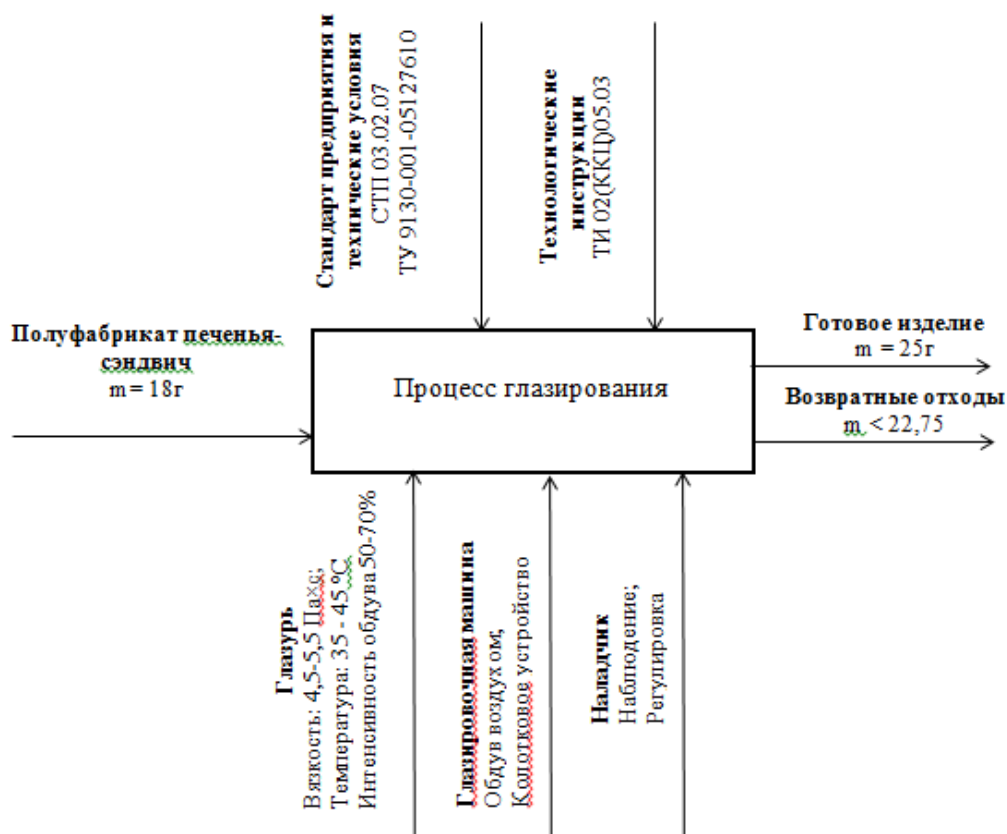 Стандарт предприятия и
технические условия
СТП 03.02.07
ТУ 9130-001-05127610
Технологические
инструкции
ТИ 02(ККЦ)05.03
Полуфабрикат печенья-
сэндвич
m = 18г
Процесс глазирования
Готовое изделие
m = 25г
Возвратные отходы
m < 22,75
Глазурь
Вязкость: 4,5-5,5 Па×с;
Температура: 35 - 45 °С
Интенсивность обдува 50-70%
Глазировочная машина
Обдув воздухом;
Колотковое устройство
Наладчик
Наблюдение;
Регулировка